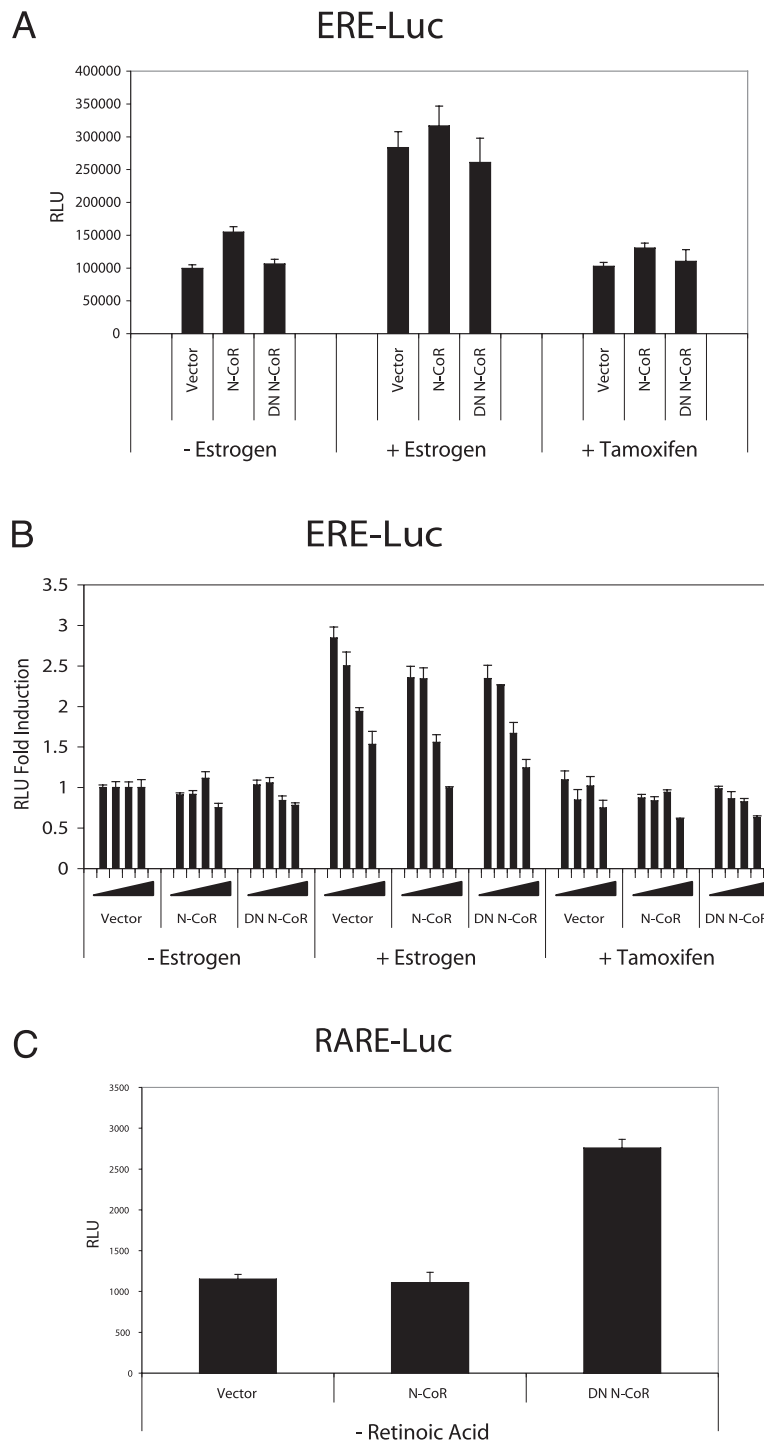 A
ERE-Luc
400000
350000
300000
250000
200000
150000
100000
50000
0
RLU
Vector
N-CoR
DN N-CoR
Vector
N-CoR
DN N-CoR
Vector
N-CoR
DN N-CoR
- Estrogen
+ Estrogen
+ Tamoxifen
B
ERE-Luc
3.5
3
2.5
2
1.5
1
0.5
0
RLU Fold Induction
Vector
N-CoR
DN N-CoR
Vector
N-CoR
DN N-CoR
Vector
N-CoR
DN N-CoR
- Estrogen
+ Estrogen
+ Tamoxifen
C
RARE-Luc
3500
3000
2500
2000
1500
1000
500
0
RLU
Vector
N-CoR
DN N-CoR
- Retinoic Acid